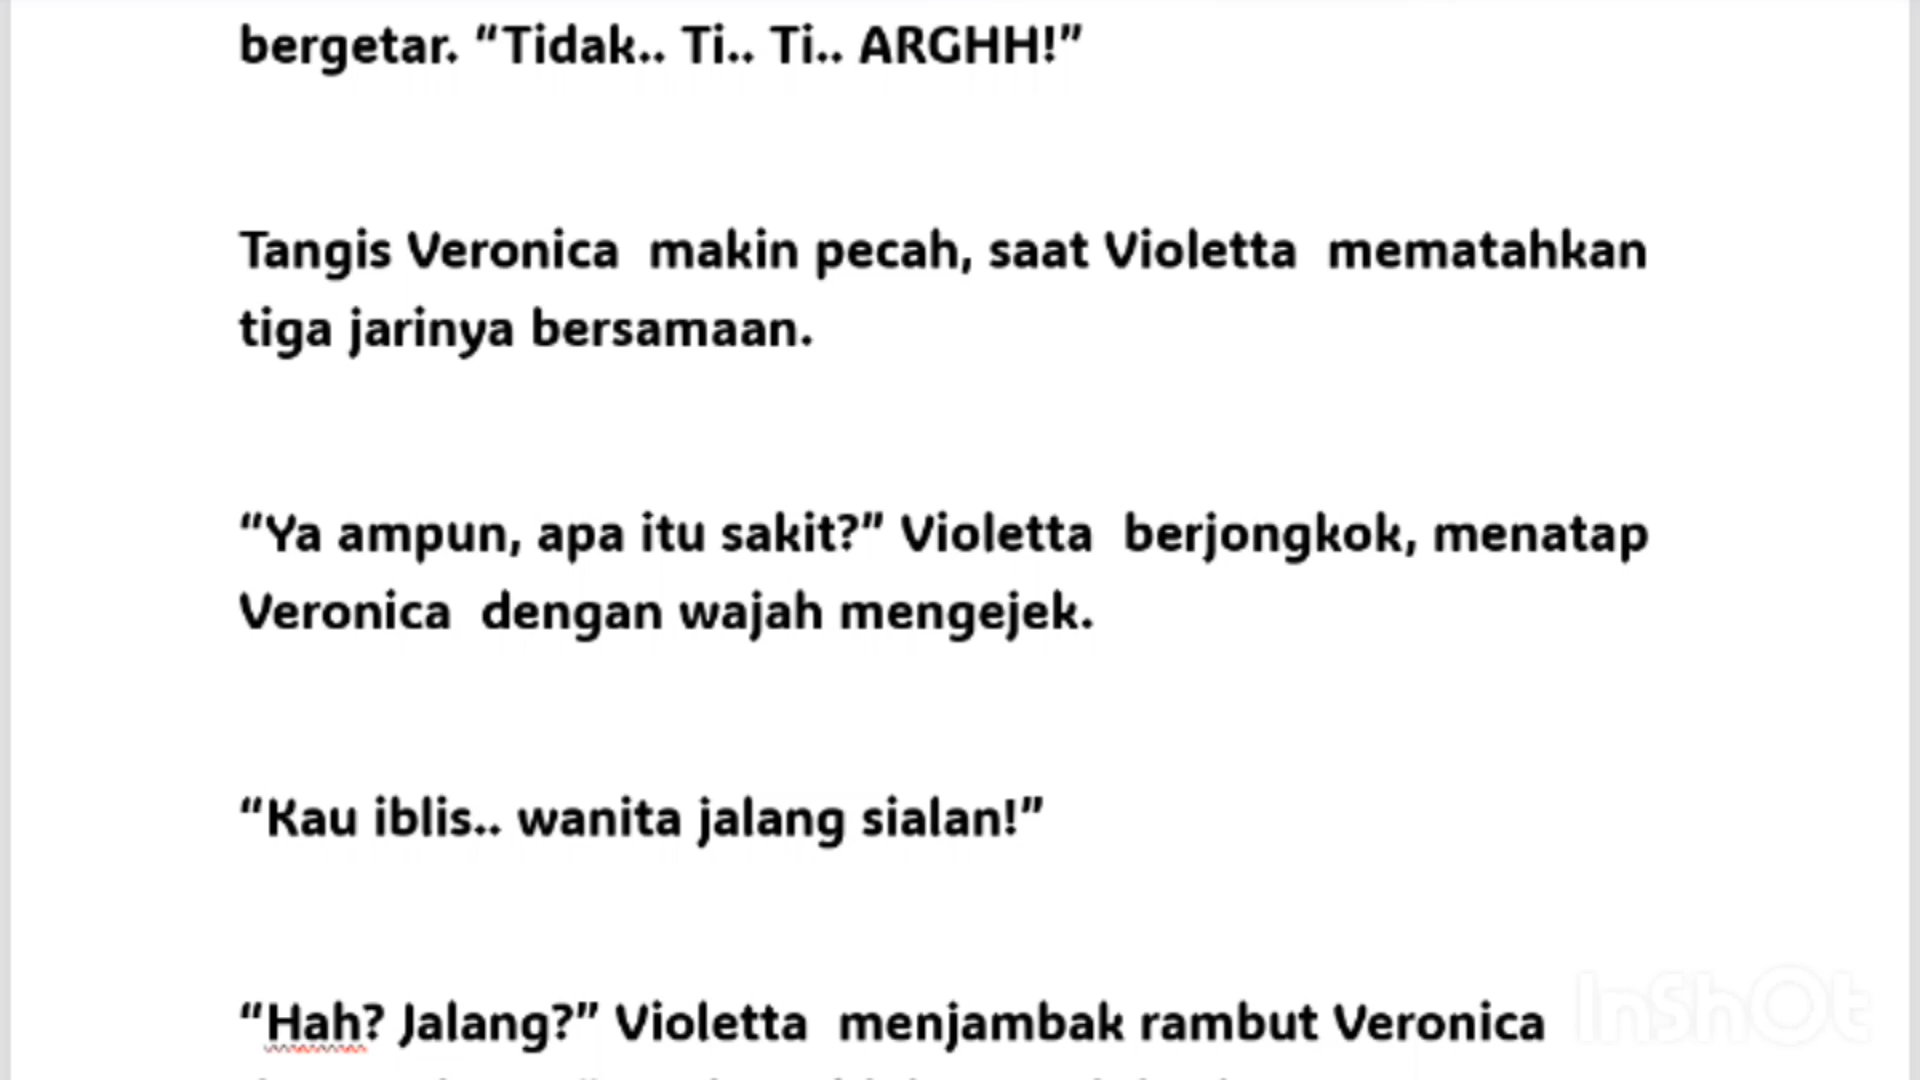 bergetar. “Tidak.. Ti.. Ti.. ARGHH!”
Tangis Veronica  makin pecah, saat Violetta  mematahkan
tiga jarinya bersamaan.
“Ya ampun, apa itu sakit?” Violetta  berjongkok, menatap
Veronica  dengan wajah mengejek.
“Kau iblis.. wanita jalang sialan!”
“Hah? Jalang?” Violetta  menjambak rambut Veronica
InShOt